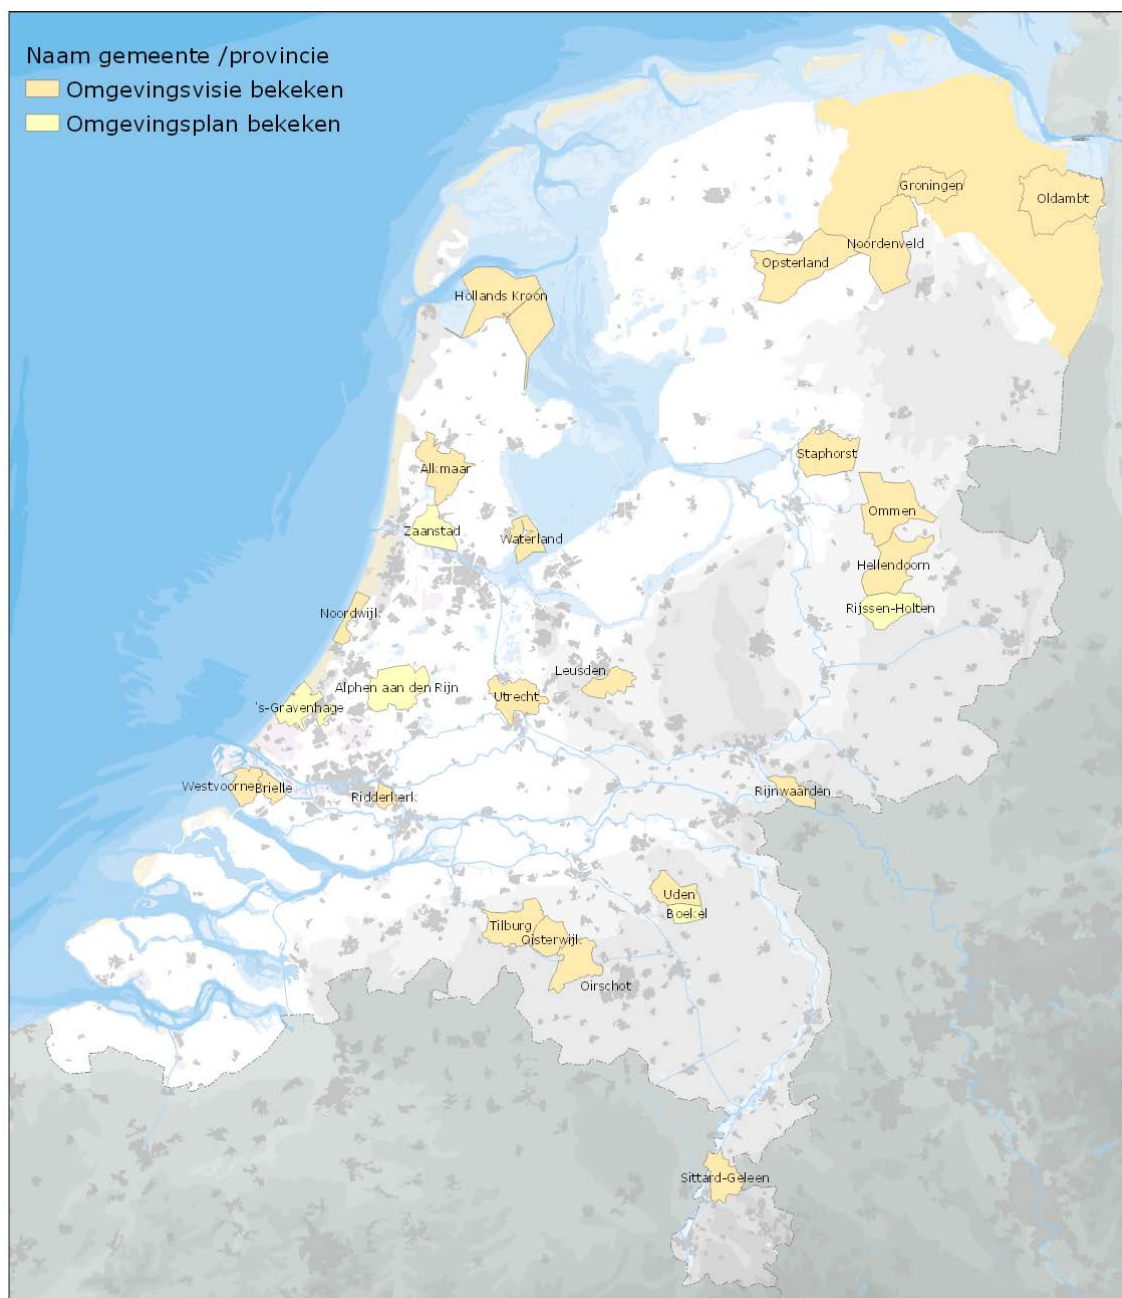 Naam gemeente /provincie
Omgevingsvisie bekeken
Omgevingsplan bekeken
Groningen
Oldambt
Noordenveld
Opsterland
Hollands Kroon
Staphorst
Alkmaar
Ommen
Zaanstad
Waterland
Hellendoorn
Rijssen-Holten
Noordwijk
Leusden
Alphen aan den Rijn
Utrecht
's-Gravenhage
Westvoorne
Brielle
Ridderkerk
Rijnwaarden
Uden
Boekel
Tilburg
Oisterwijk
Oirschot
Sittard-Geleen